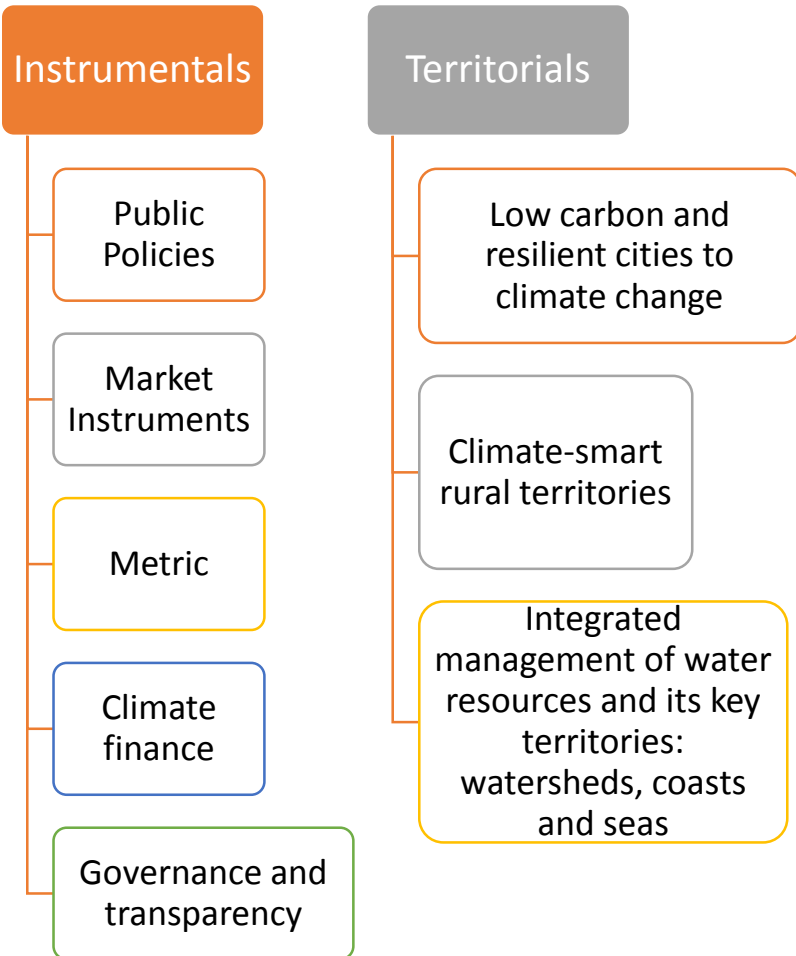 Instrumentals
Public
Policies
Market
Instruments
Metric
Climate
finance
Governance and
transparency
Territorials
Low carbon and
resilient cities to
climate change
Climate-smart
rural territories
Integrated
management of water
resources and its key
territories:
watersheds, coasts
and seas